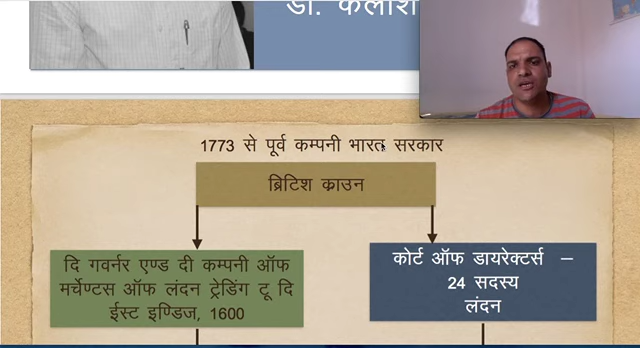 डॉ. कैलाश
1773 से पूर्व कम्पनी भारत सरकार
ब्रिटिश क्राउन
दि गवर्नर एण्ड दी कम्पनी ऑफ
मर्चेण्टस ऑफ लंदन ट्रेडिंग टू दि
ईस्ट इण्डिज, 1600
कोर्ट ऑफ डायरेक्टर्स –
24 सदस्य
लंदन